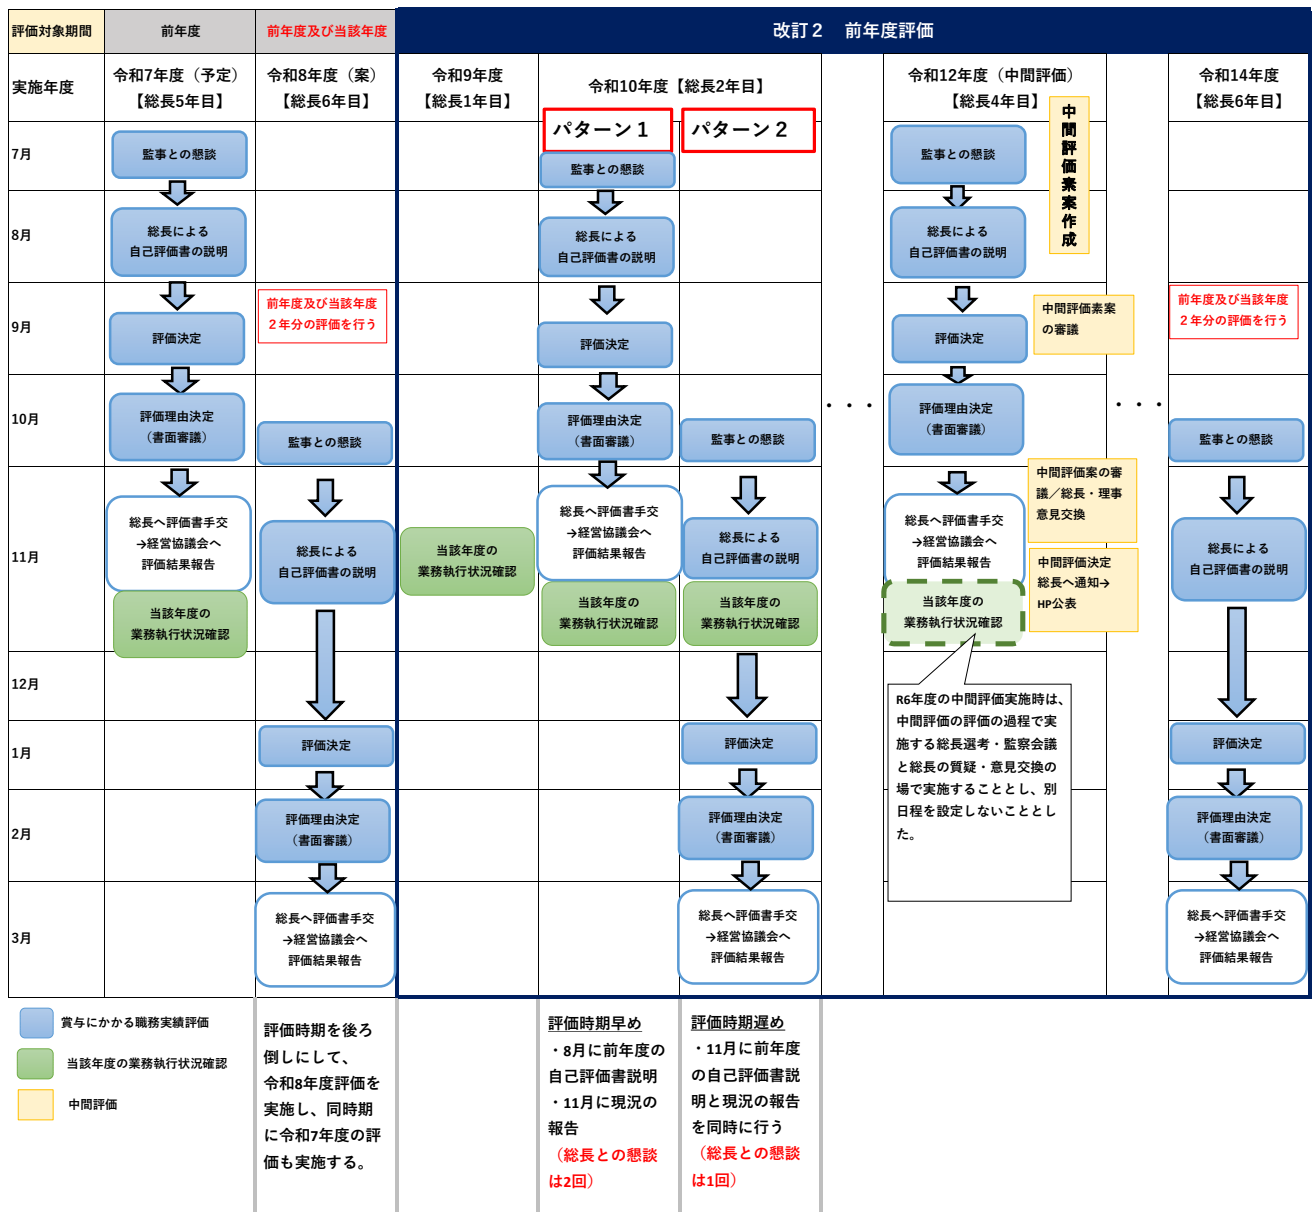 評価対象期間
前年度
前年度及び当該年度
改訂２　前年度評価
実施年度
令和7年度（予定）
【総長5年目】
令和8年度（案）
【総長6年目】
令和9年度
【総長1年目】
令和10年度【総長2年目】
令和12年度（中間評価）
【総長4年目】
令和14年度
【総長6年目】
パターン１
パターン２
7月
8月
9月
10月
11月
12月
1月
2月
3月
監事との懇談
総長による
自己評価書の説明
評価決定
評価理由決定
（書面審議）
総長へ評価書手交
→経営協議会へ
評価結果報告
当該年度の
業務執行状況確認
前年度及び当該年度
２年分の評価を行う
監事との懇談
総長による
自己評価書の説明
評価決定
評価理由決定
（書面審議）
総長へ評価書手交
→経営協議会へ
評価結果報告
当該年度の
業務執行状況確認
監事との懇談
総長による
自己評価書の説明
評価決定
評価理由決定
（書面審議）
総長へ評価書手交
→経営協議会へ
評価結果報告
当該年度の
業務執行状況確認
監事との懇談
総長による
自己評価書の説明
当該年度の
業務執行状況確認
評価決定
評価理由決定
（書面審議）
総長へ評価書手交
→経営協議会へ
評価結果報告
・・・
監事との懇談
総長による
自己評価書の説明
評価決定
評価理由決定
（書面審議）
総長へ評価書手交
→経営協議会へ
評価結果報告
当該年度の
業務執行状況確認
中間評価素案作成
中間評価素案
の審議
中間評価案の審
議／総長・理事
意見交換
中間評価決定
総長へ通知→
HP公表
R6年度の中間評価実施時は、
中間評価の評価の過程で実
施する総長選考・監察会議
と総長の質疑・意見交換の
場で実施することとし、別
日程を設定しないこととし
た。
・・・
前年度及び当該年度
２年分の評価を行う
監事との懇談
総長による
自己評価書の説明
評価決定
評価理由決定
（書面審議）
総長へ評価書手交
→経営協議会へ
評価結果報告
賞与にかかる職務実績評価
当該年度の業務執行状況確認
中間評価
評価時期を後ろ
倒しにして、
令和8年度評価を
実施し、同時期
に令和7年度の評
価も実施する。
評価時期早め
・8月に前年度の
自己評価書説明
・11月に現況の
報告
（総長との懇談
は2回）
評価時期遅め
・11月に前年度
の自己評価書説
明と現況の報告
を同時に行う
（総長との懇談
は1回）